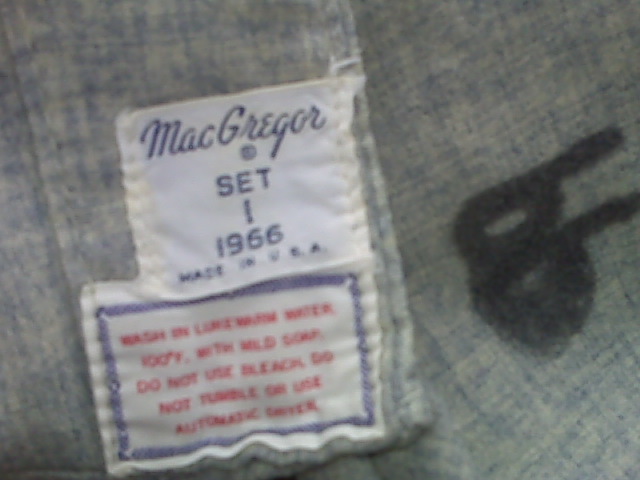 MacGregor
®
SET
1
1966
MADE IN U.S.A.
WASH IN LUKEWARM WATER,
100°F, WITH MILD SOAP,
DO NOT USE BLEACH, DO
NOT TUMBLE OR USE
AUTOMATIC DRYER.